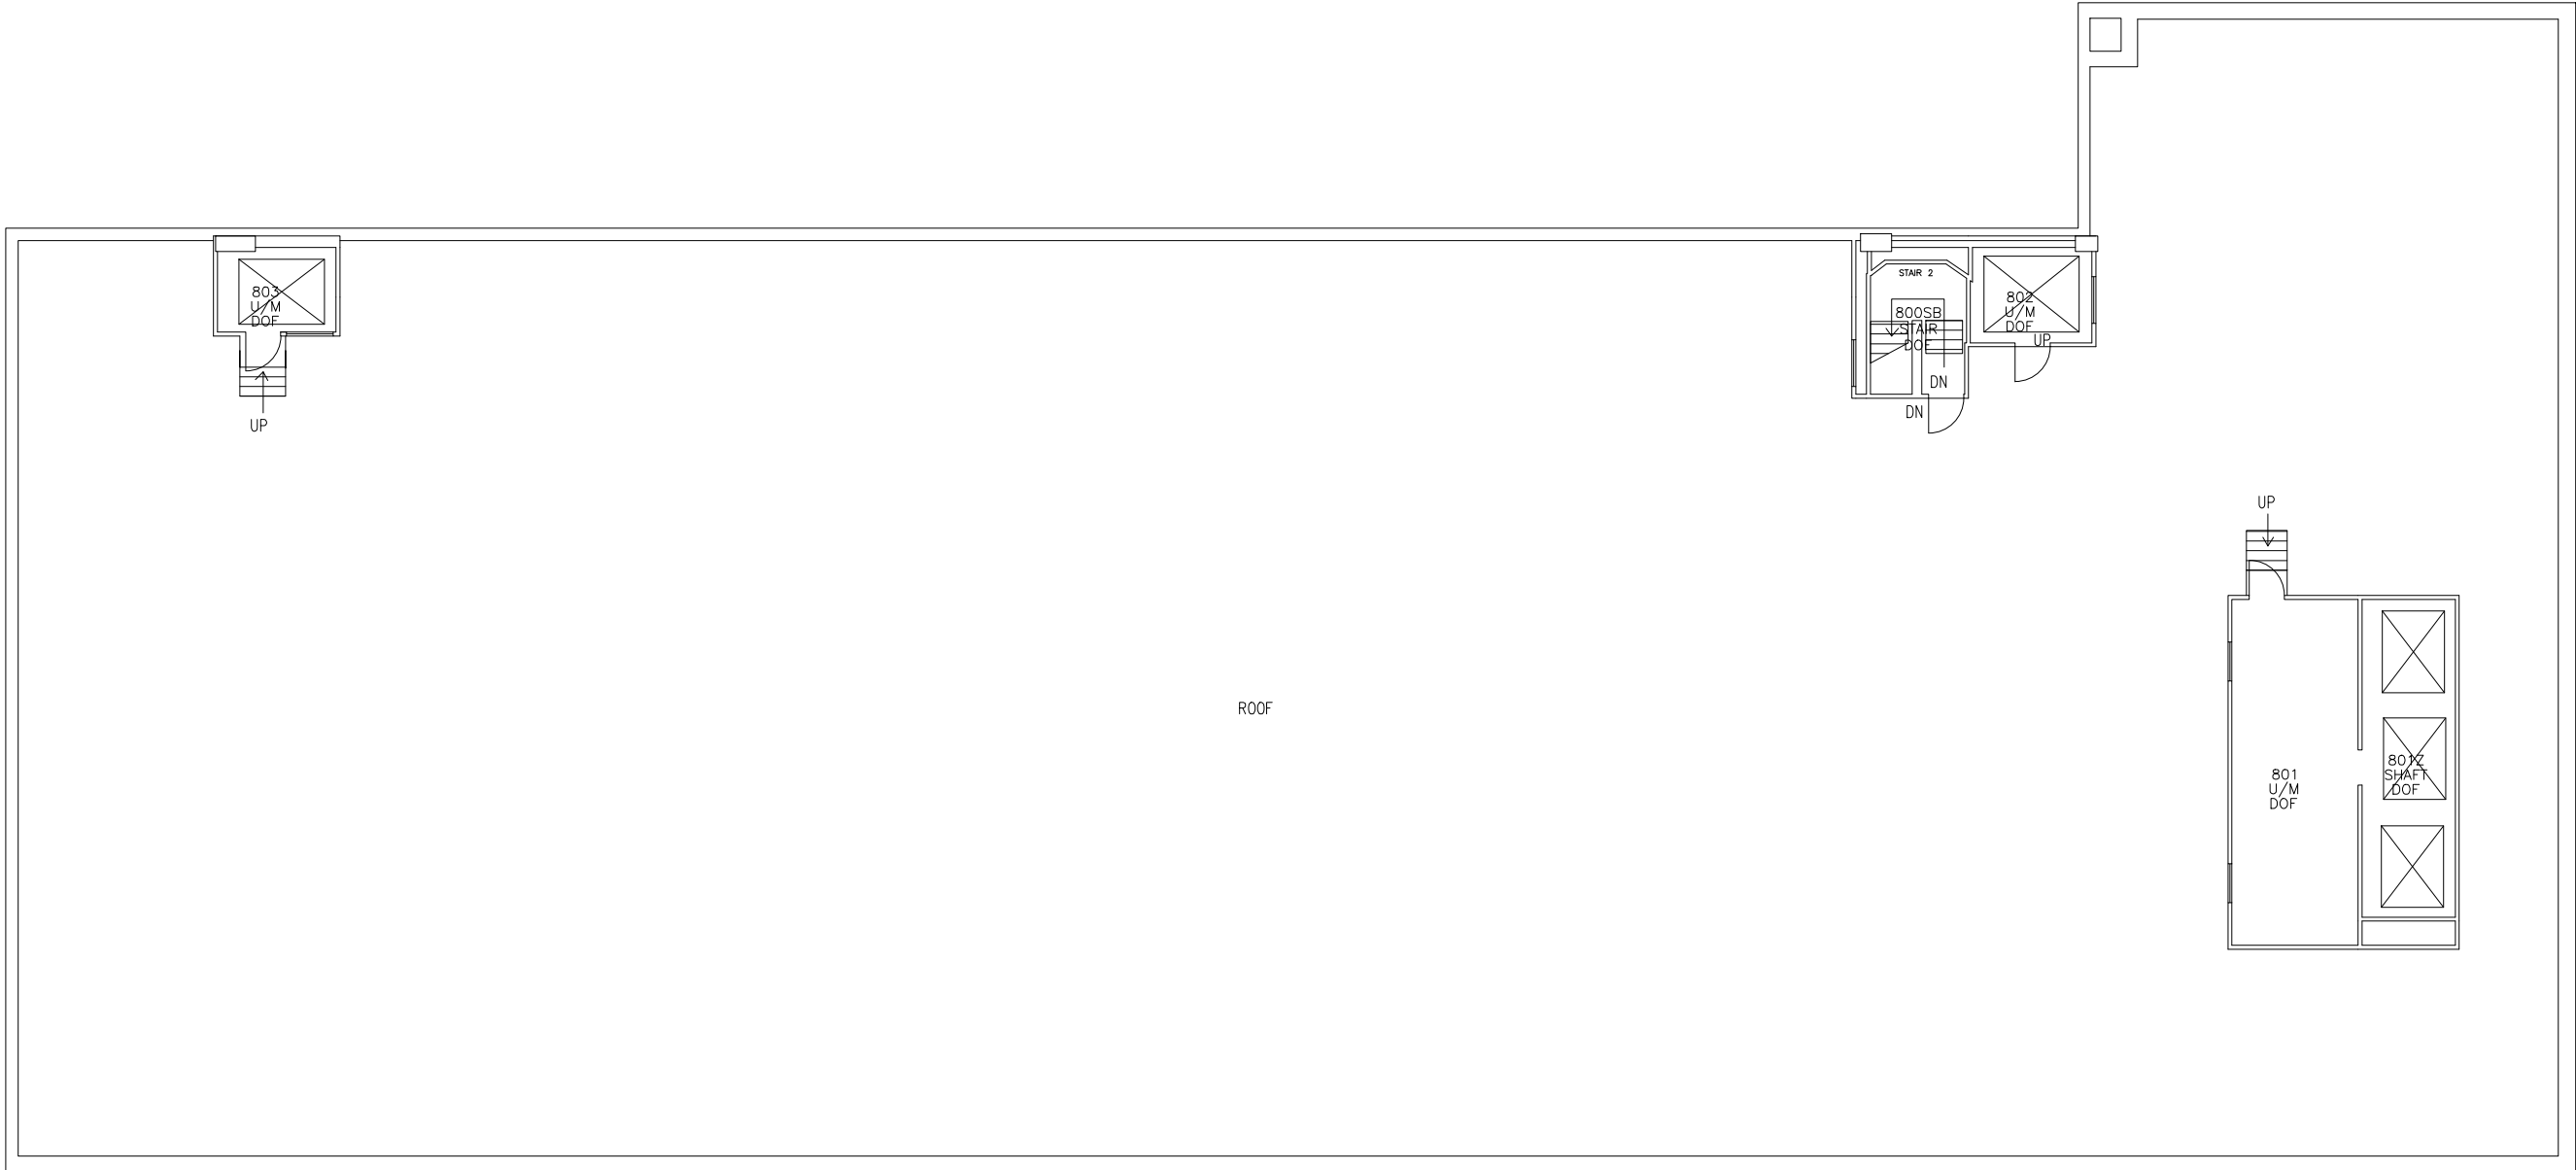 STAIR 2
803
U/M
DOF
UP
800SB
STAIR
DOF
DN
DN
802
U/M
DOF
UP
UP
ROOF
801
U/M
DOF
801Z
SHAFT
DOF